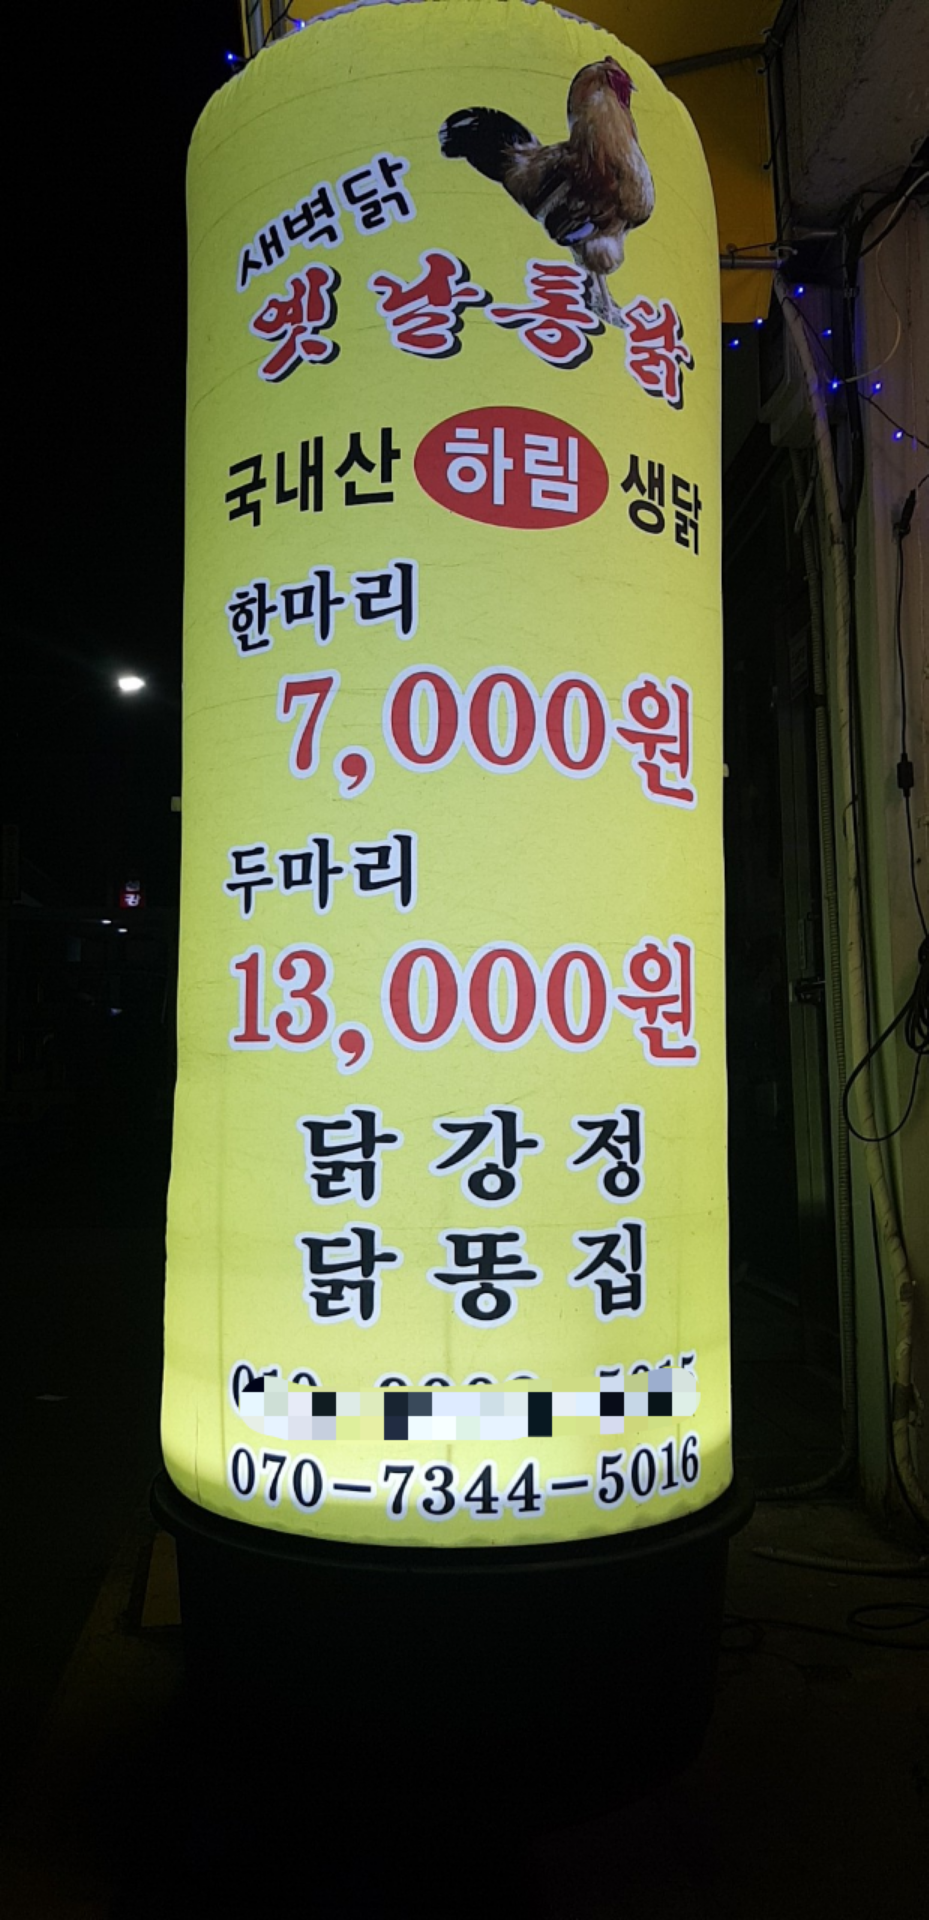 새벽닭
옛날통닭
국내산 하림 생닭
한마리
7,000원
두마리
13,000원
닭강정
닭똥집
070-7344-5016